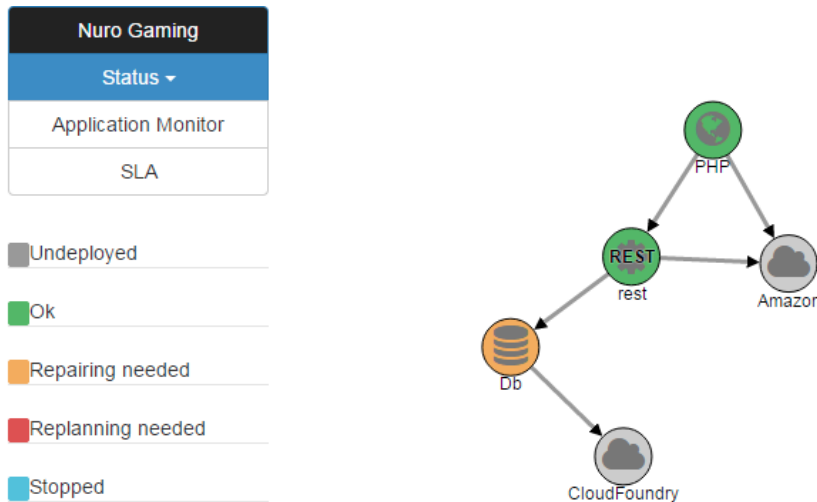 Nuro Gaming
Status
Application Monitor
SLA
Undeployed
Ok
Repairing needed
Replanning needed
Stopped
PHP
REST
rest
Amazon
Db
CloudFoundry